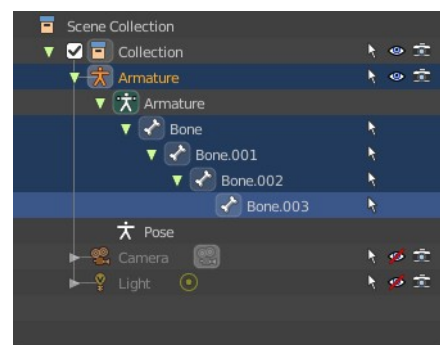 Scene Collection
Collection
Armature
Armature
Bone
Bone.001
Bone.002
Bone.003
Pose
Camera
Light